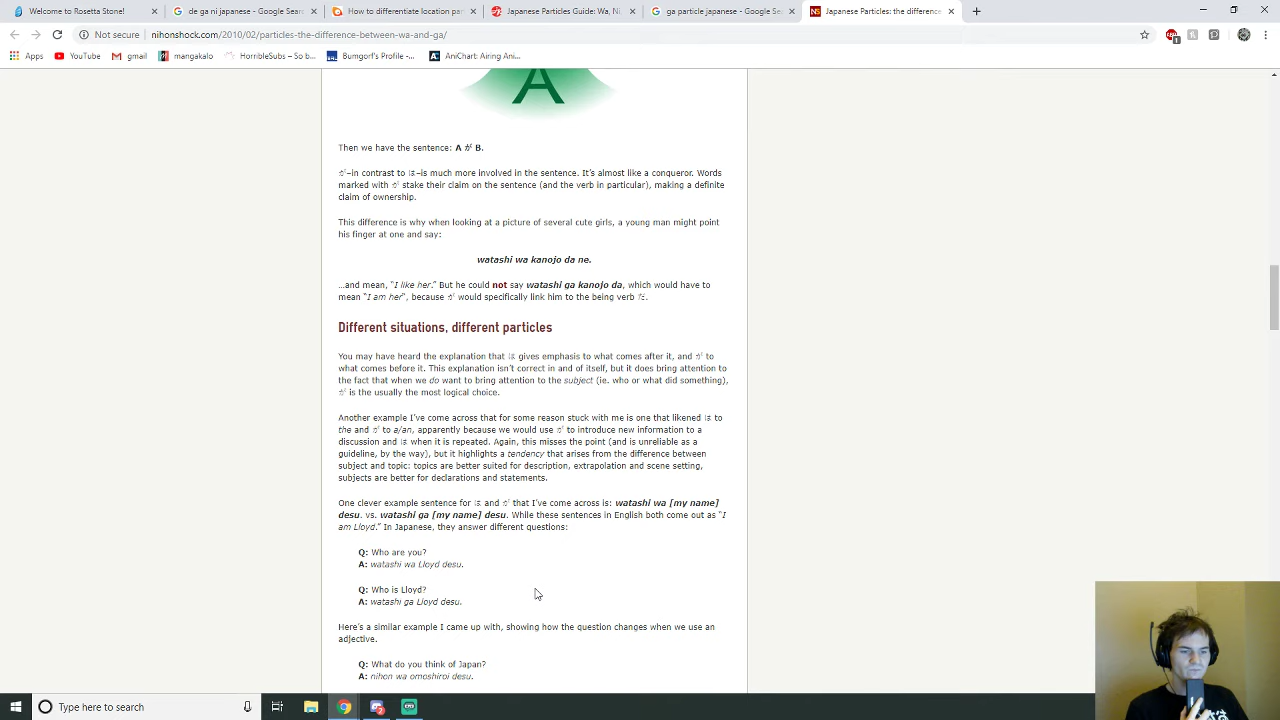 Welcome to Rosetta Stone!
de ga ni japanese - Google Sear
How to differentiate location pa
Japanese Particles Guide: Wa, Ni
ga particle japanese - Google Sea
Japanese Particles: the difference
Not secure | nihonshock.com/2010/02/particles-the-difference-between-wa-and-ga/
Apps
YouTube
gmail
mangakalo
HorribleSubs – So b...
Bumgorf's Profile -...
AniChart: Airing Ani...
A
Then we have the sentence: A が B.
が–in contrast to は–is much more involved in the sentence. It's almost like a conqueror. Words
marked with が stake their claim on the sentence (and the verb in particular), making a definite
claim of ownership.
This difference is why when looking at a picture of several cute girls, a young man might point
his finger at one and say:
watashi wa kanojo da ne.
…and mean, "I like her." But he could not say watashi ga kanojo da, which would have to
mean "I am her", because が would specifically link him to the being verb だ.
Different situations, different particles
You may have heard the explanation that は gives emphasis to what comes after it, and が to
what comes before it. This explanation isn't correct in and of itself, but it does bring attention to
the fact that when we do want to bring attention to the subject (ie. who or what did something),
が is the usually the most logical choice.
Another example I've come across that for some reason stuck with me is one that likened は to
the and が to a/an, apparently because we would use が to introduce new information to a
discussion and は when it is repeated. Again, this misses the point (and is unreliable as a
guideline, by the way), but it highlights a tendency that arises from the difference between
subject and topic: topics are better suited for description, extrapolation and scene setting,
subjects are better for declarations and statements.
One clever example sentence for は and が that I've come across is: watashi wa [my name]
desu. vs. watashi ga [my name] desu. While these sentences in English both come out as "I
am Lloyd." In Japanese, they answer different questions:
Q: Who are you?
A: watashi wa Lloyd desu.
Q: Who is Lloyd?
A: watashi ga Lloyd desu.
Here's a similar example I came up with, showing how the question changes when we use an
adjective.
Q: What do you think of Japan?
A: nihon wa omoshiroi desu.
Type here to search